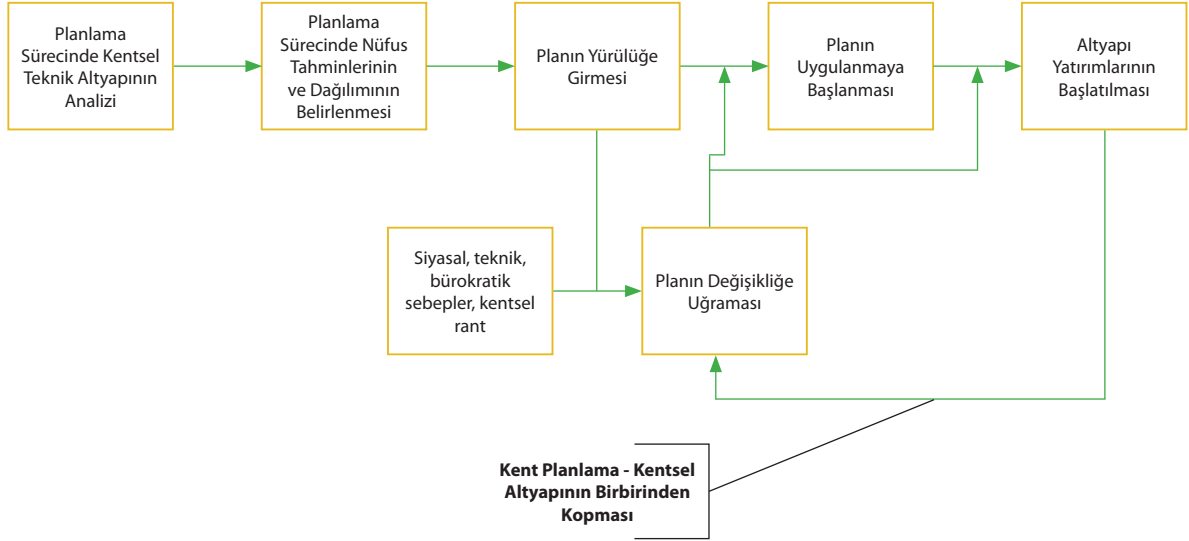 Planlama
Sürecinde Kentsel
Teknik Altyapının
Analizi
Planlama
Sürecinde Nüfus
Tahminlerinin
ve Dağılımının
Belirlenmesi
Planın Yürülüğe
Girmesi
Planın
Uygulanmaya
Başlanması
Altyapı
Yatırımlarının
Başlatılması
Siyasal, teknik,
bürokratik
sebepler, kentsel
rant
Planın Değişikliğe
Uğraması
Kent Planlama - Kentsel
Altyapının Birbirinden
Kopması